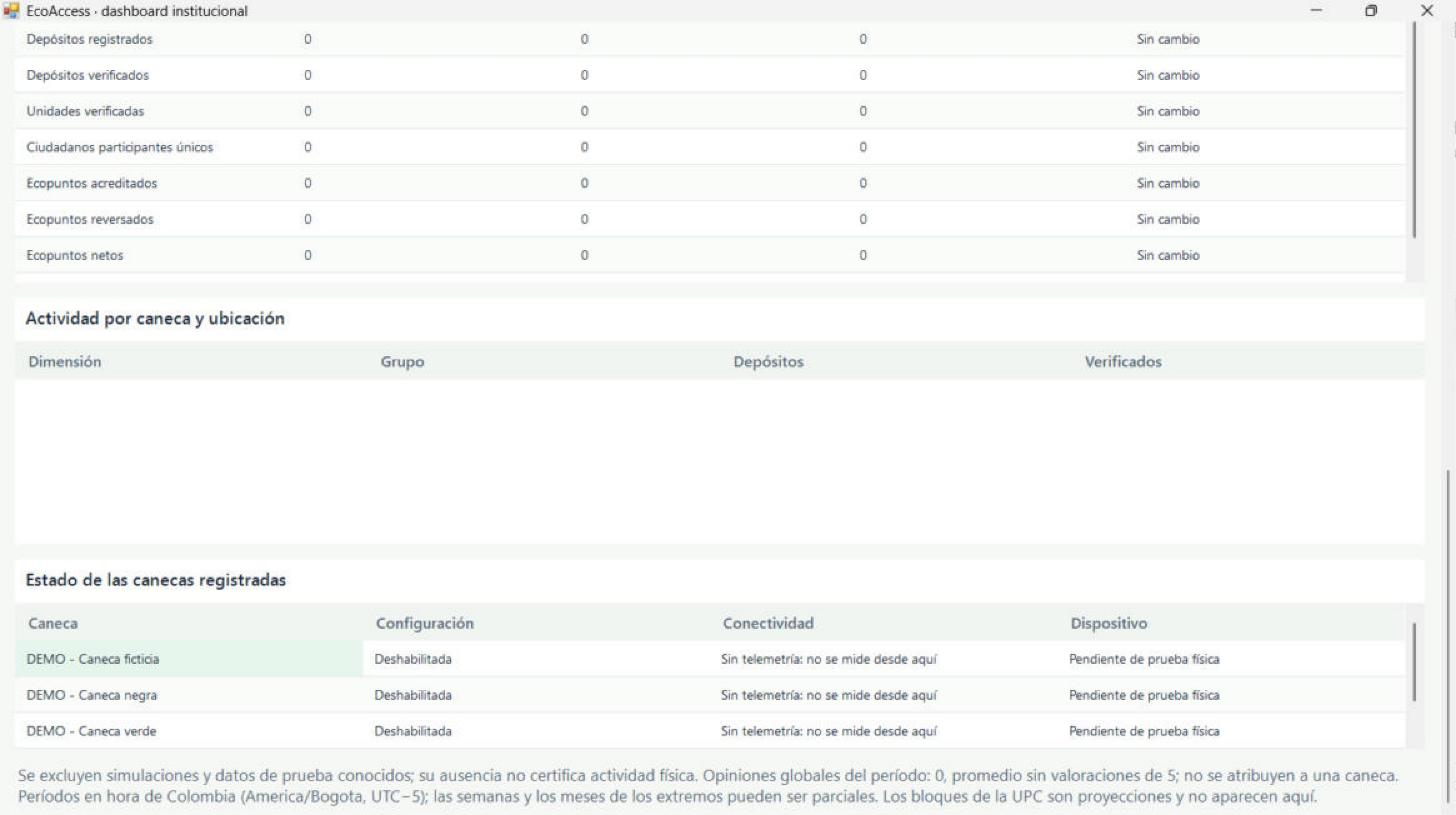 EcoAccess · dashboard institucional
Depósitos registrados 0 0 0 Sin cambio
Depósitos verificados 0 0 0 Sin cambio
Unidades verificadas 0 0 0 Sin cambio
Ciudadanos participantes únicos 0 0 0 Sin cambio
Ecopuntos acreditados 0 0 0 Sin cambio
Ecopuntos reversados 0 0 0 Sin cambio
Ecopuntos netos 0 0 0 Sin cambio
Actividad por caneca y ubicación
Dimensión Grupo Depósitos Verificados
Estado de las canecas registradas
Caneca Configuración Conectividad Dispositivo
DEMO - Caneca ficticia Deshabilitada Sin telemetría: no se mide desde aquí Pendiente de prueba física
DEMO - Caneca negra Deshabilitada Sin telemetría: no se mide desde aquí Pendiente de prueba física
DEMO - Caneca verde Deshabilitada Sin telemetría: no se mide desde aquí Pendiente de prueba física
Se excluyen simulaciones y datos de prueba conocidos; su ausencia no certifica actividad física. Opiniones globales del período: 0, promedio sin valoraciones de 5; no se atribuyen a una caneca.
Períodos en hora de Colombia (America/Bogota, UTC−5); las semanas y los meses de los extremos pueden ser parciales. Los bloques de la UPC son proyecciones y no aparecen aquí.